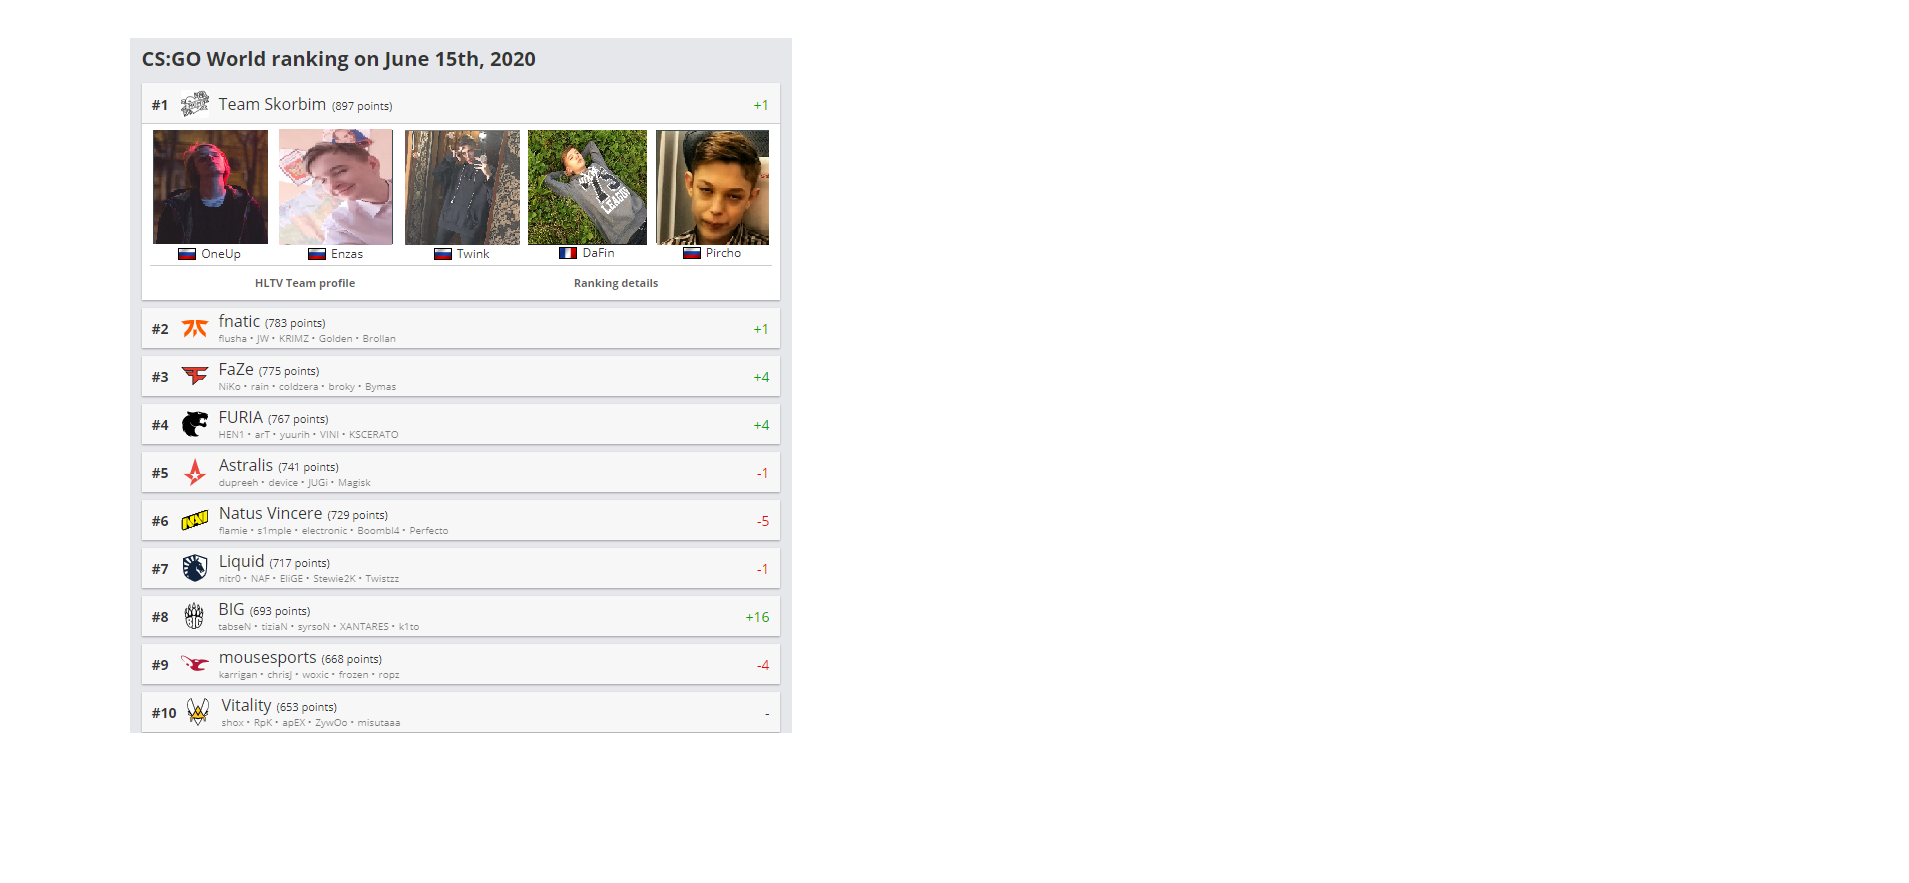 CS:GO World ranking on June 15th, 2020
#1 Team Skorbim (897 points) +1
OneUp Enzas Twink DaFin Pircho
HLTV Team profile Ranking details
#2 fnatic (783 points) +1
flusha • JW • KRIMZ • Golden • Brollan
#3 FaZe (775 points) +4
NiKo • rain • coldzera • broky • Bymas
#4 FURIA (767 points) +4
HEN1 • arT • yuurih • VINI • KSCERATO
#5 Astralis (741 points) -1
dupreeh • device • JUGi • Magisk
#6 Natus Vincere (729 points) -5
flamie • s1mple • electronic • Boombl4 • Perfecto
#7 Liquid (717 points) -1
nitr0 • NAF • EliGE • Stewie2K • Twistzz
#8 BIG (693 points) +16
tabseN • tiziaN • syrsoN • XANTARES • k1to
#9 mousesports (668 points) -4
karrigan • chrisJ • woxic • frozen • ropz
#10 Vitality (653 points) -
shox • RpK • apEX • ZywOo • misutaaa